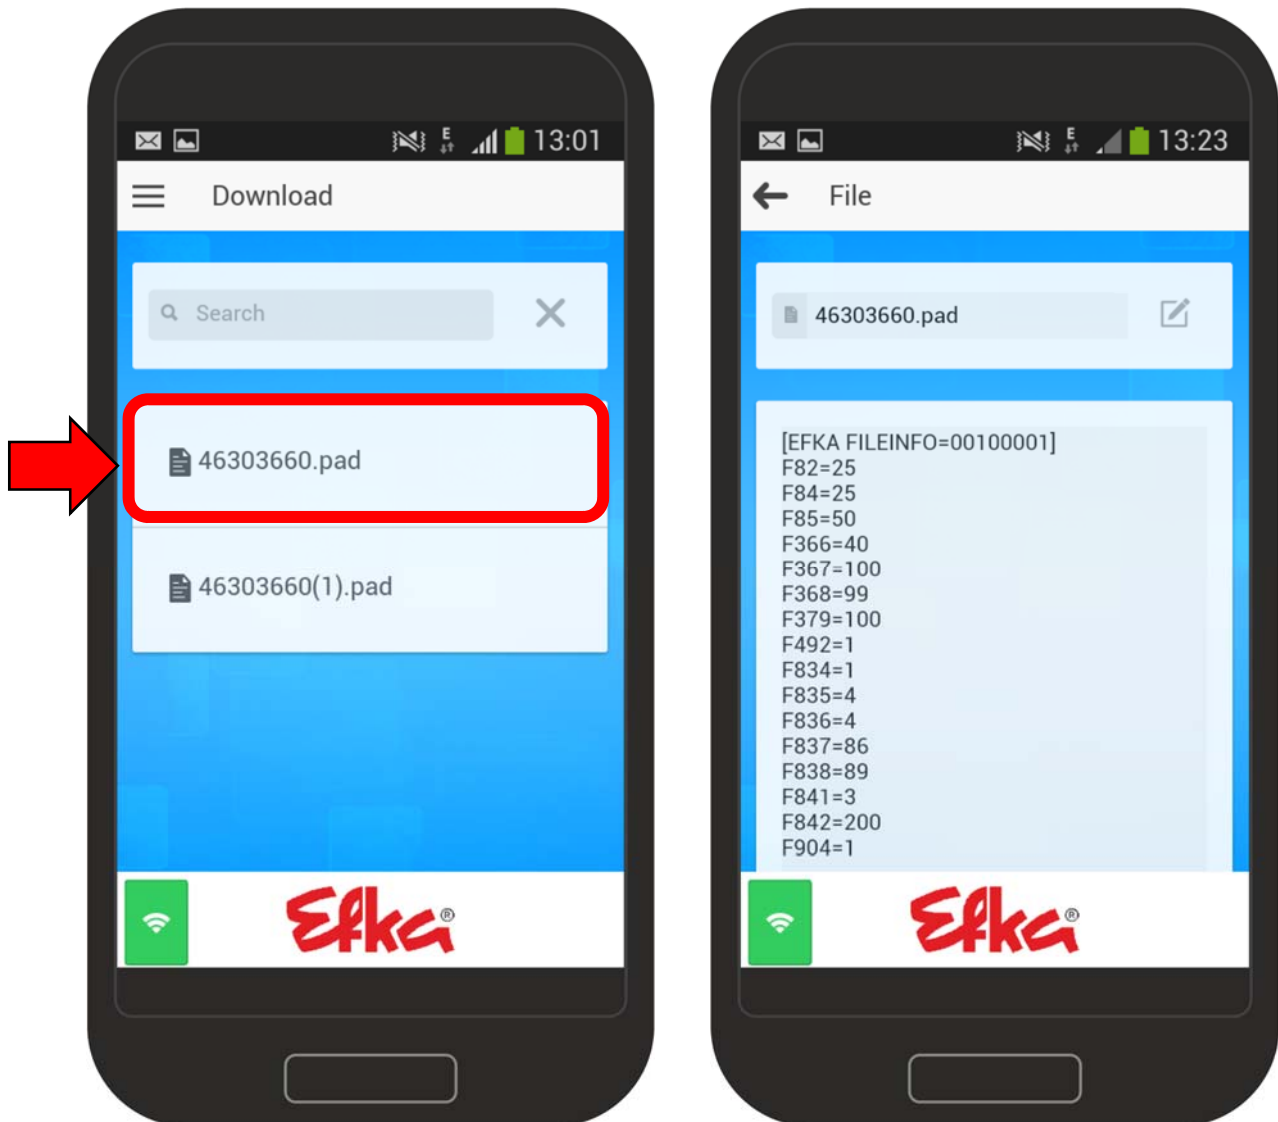 E
13:01
Download
Search
46303660.pad
46303660(1).pad
Efka®
E
13:23
File
46303660.pad
[EFKA FILEINFO=00100001]
F82=25
F84=25
F85=50
F366=40
F367=100
F368=99
F379=100
F492=1
F834=1
F835=4
F836=4
F837=86
F838=89
F841=3
F842=200
F904=1
Efka®